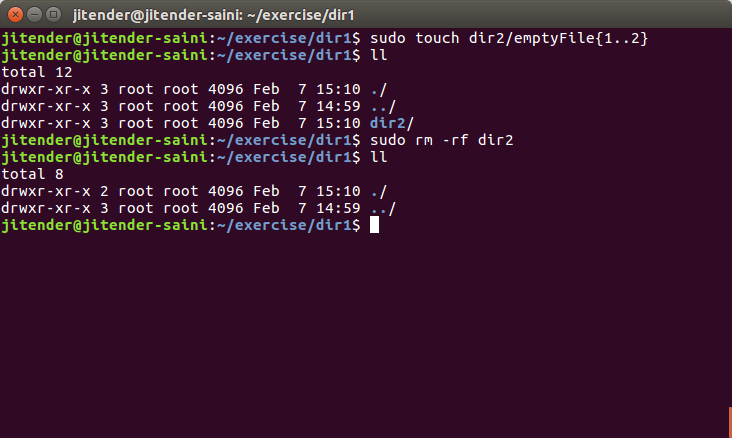 jitender@jitender-saini: ~/exercise/dir1
jitender@jitender-saini:~/exercise/dir1$ sudo touch dir2/emptyFile{1..2}
jitender@jitender-saini:~/exercise/dir1$ ll
total 12
drwxr-xr-x 3 root root 4096 Feb  7 15:10 ./
drwxr-xr-x 3 root root 4096 Feb  7 14:59 ../
drwxr-xr-x 2 root root 4096 Feb  7 15:10 dir2/
jitender@jitender-saini:~/exercise/dir1$ sudo rm -rf dir2
jitender@jitender-saini:~/exercise/dir1$ ll
total 8
drwxr-xr-x 2 root root 4096 Feb  7 15:10 ./
drwxr-xr-x 3 root root 4096 Feb  7 14:59 ../
jitender@jitender-saini:~/exercise/dir1$